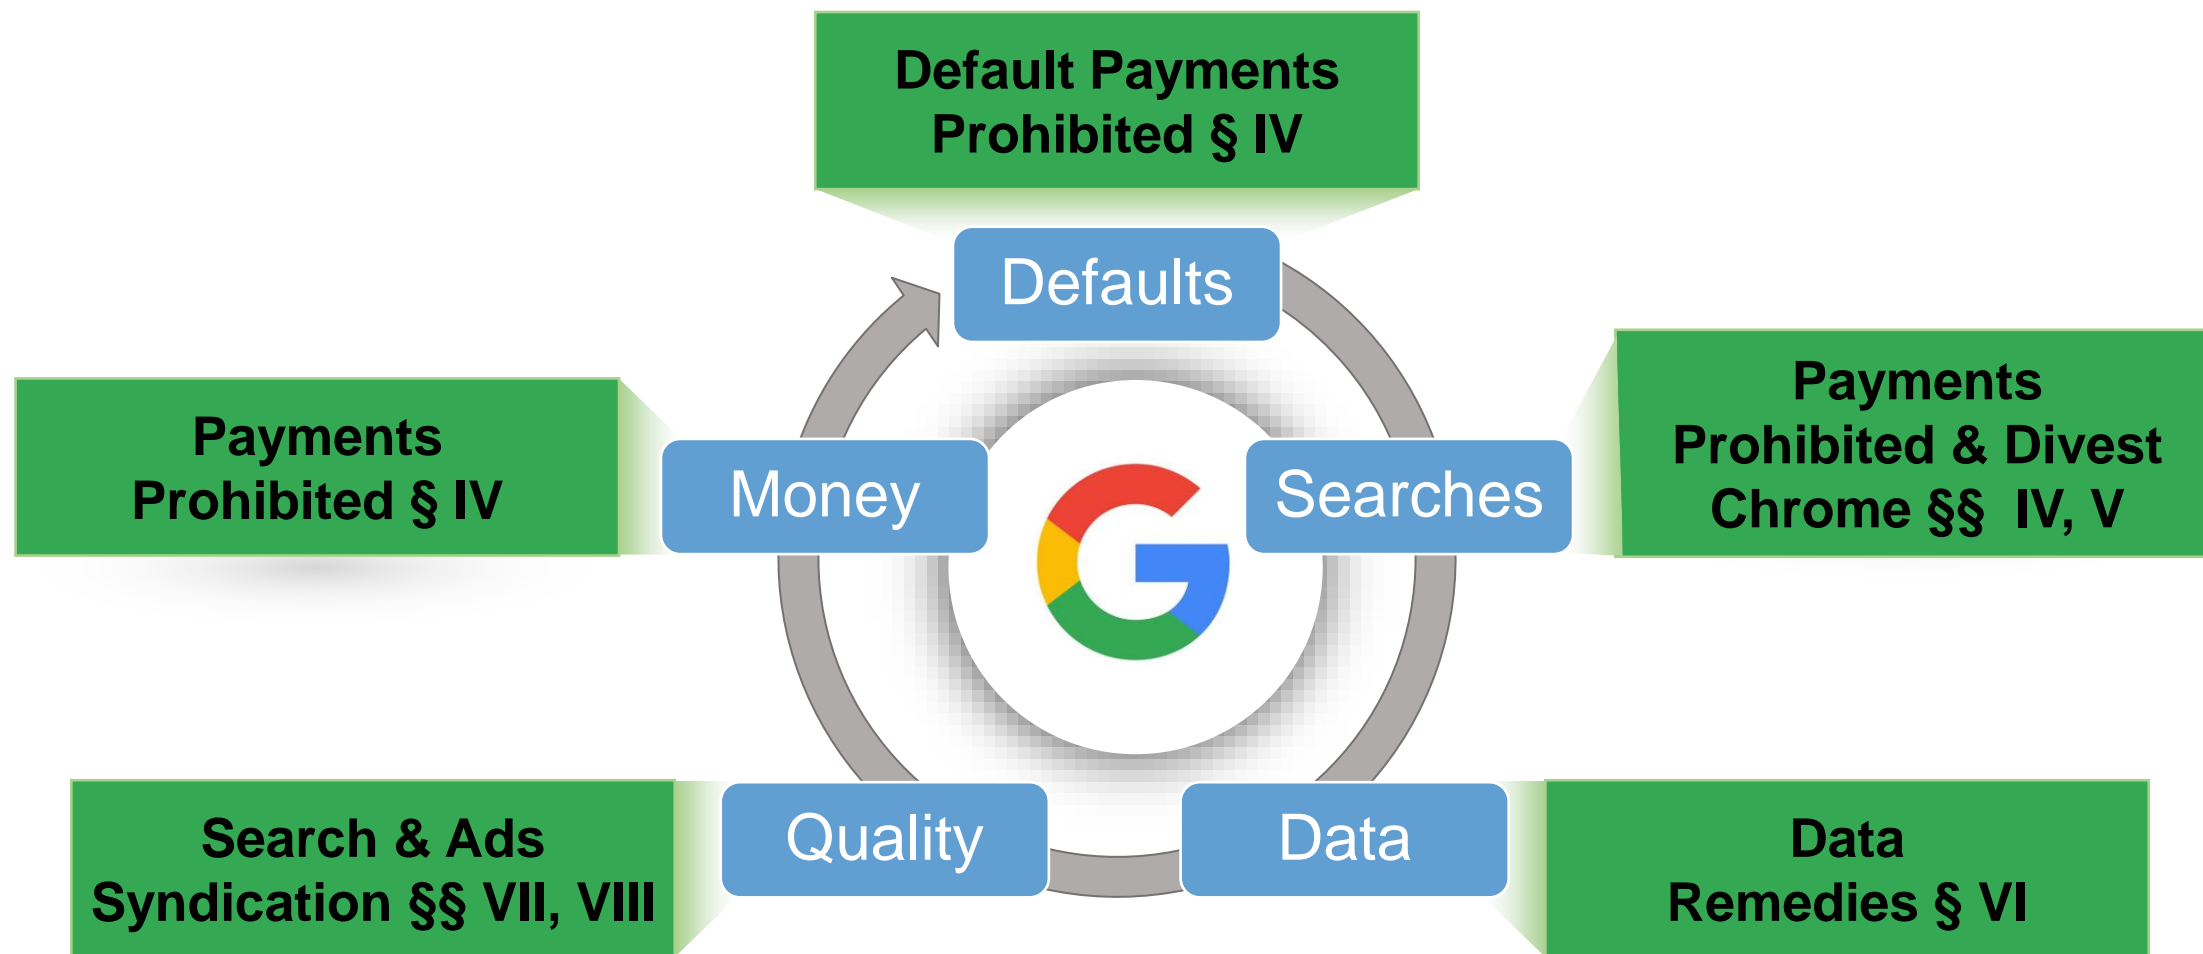 Default Payments
Prohibited § IV
Defaults
Payments
Prohibited § IV
Money
Searches
Payments
Prohibited & Divest
Chrome §§ IV, V
Search & Ads
Syndication §§ VII, VIII
Quality
Data
Data
Remedies § VI